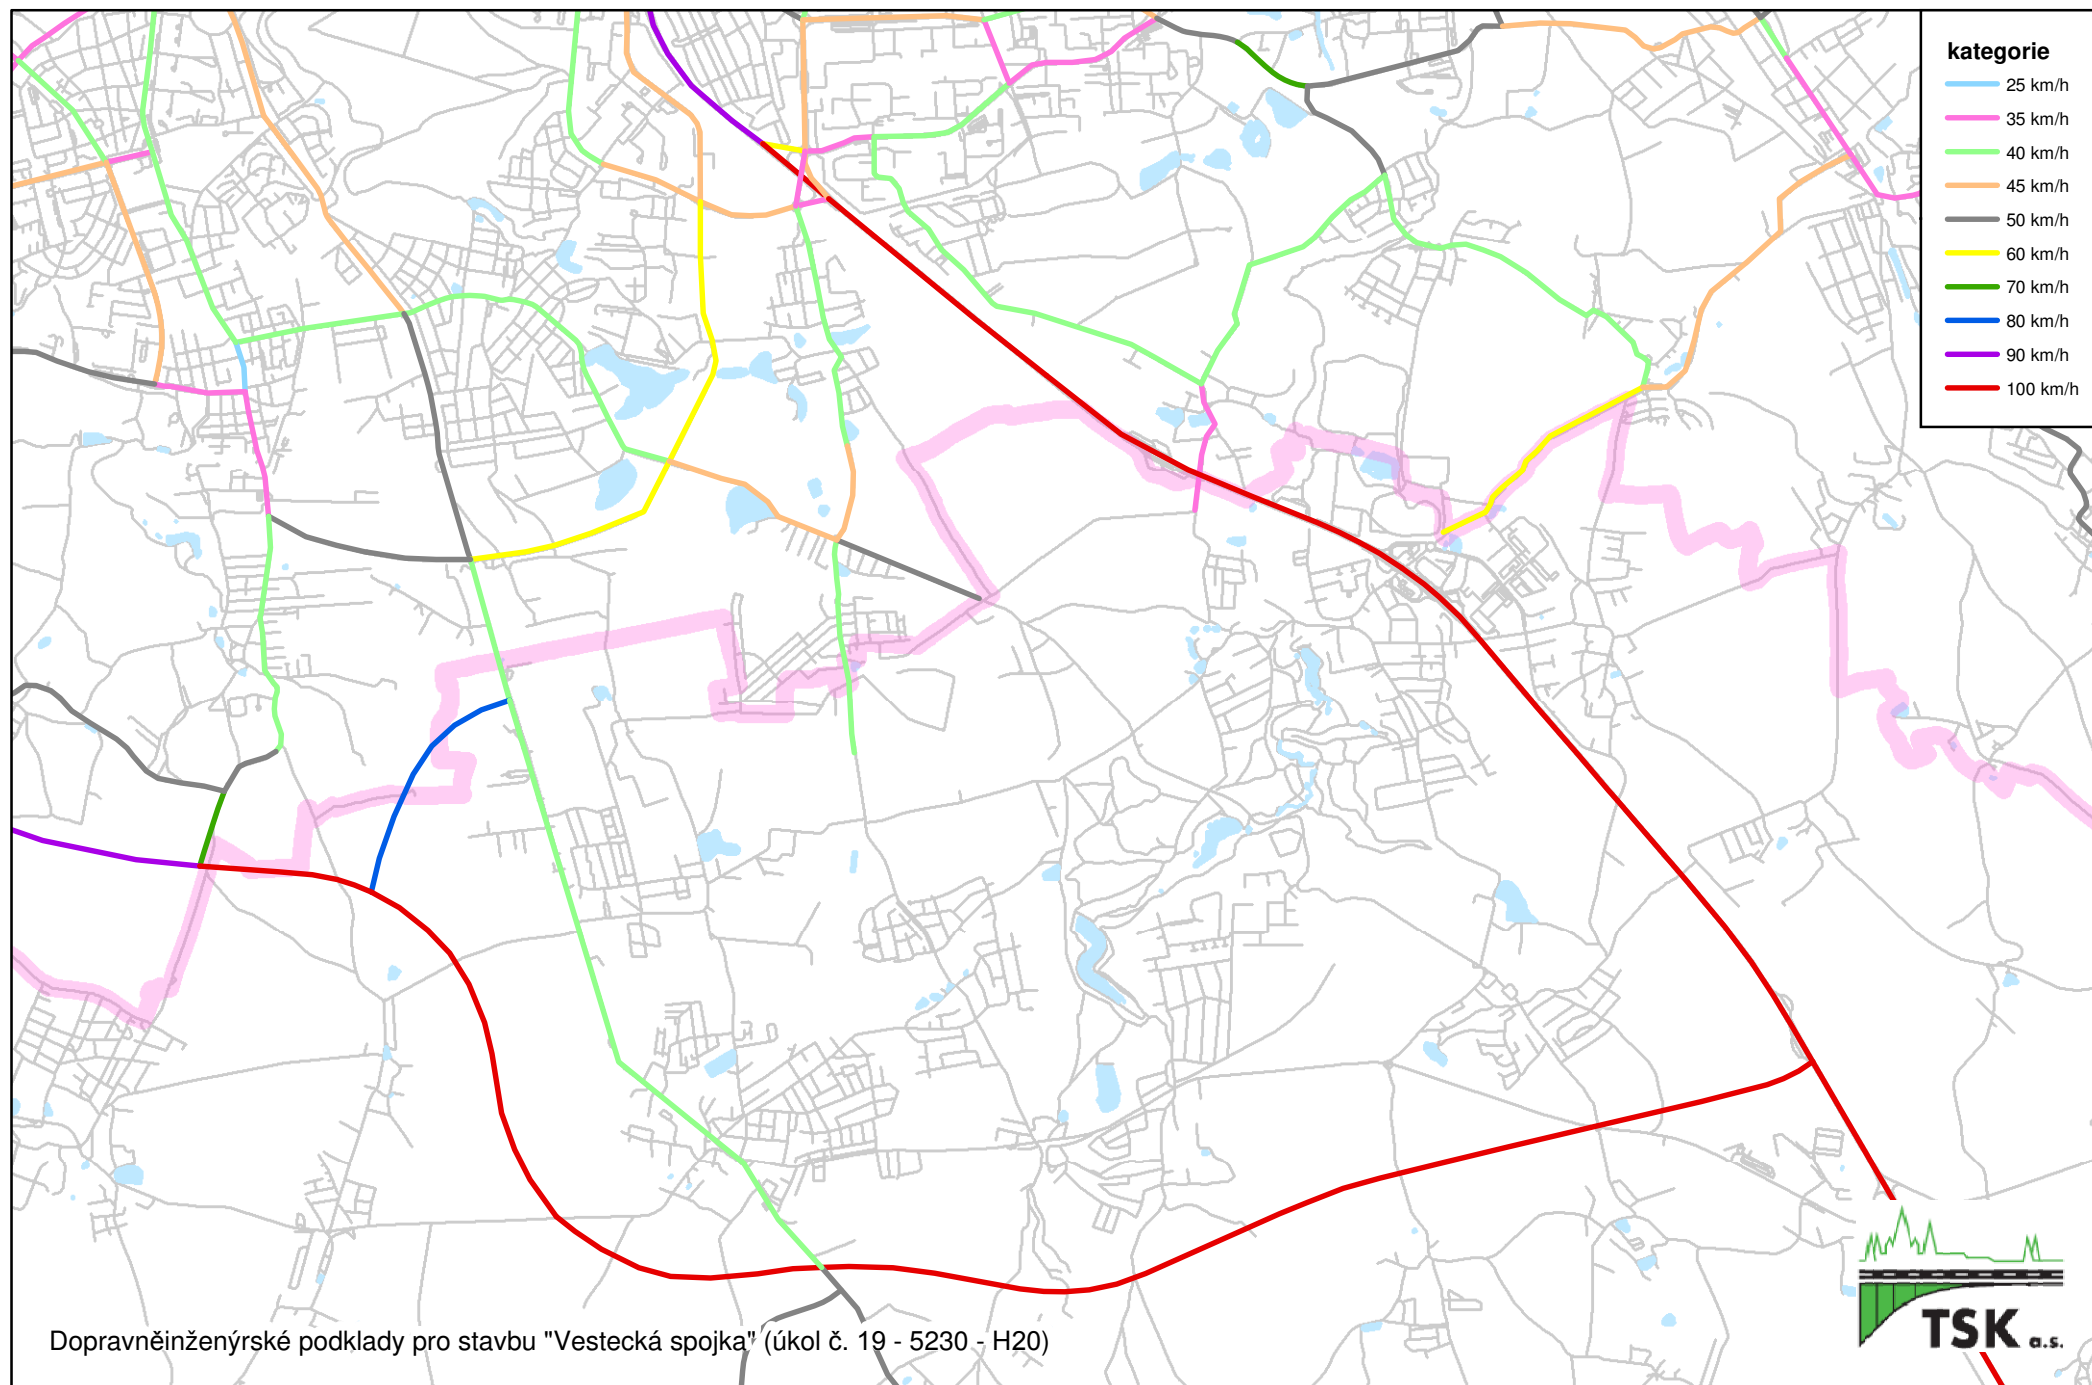 kategorie
25 km/h
35 km/h
40 km/h
45 km/h
50 km/h
60 km/h
70 km/h
80 km/h
90 km/h
100 km/h
Dopravněinženýrské podklady pro stavbu "Vestecká spojka" (úkol č. 19 - 5230 - H20)
TSK a.s.